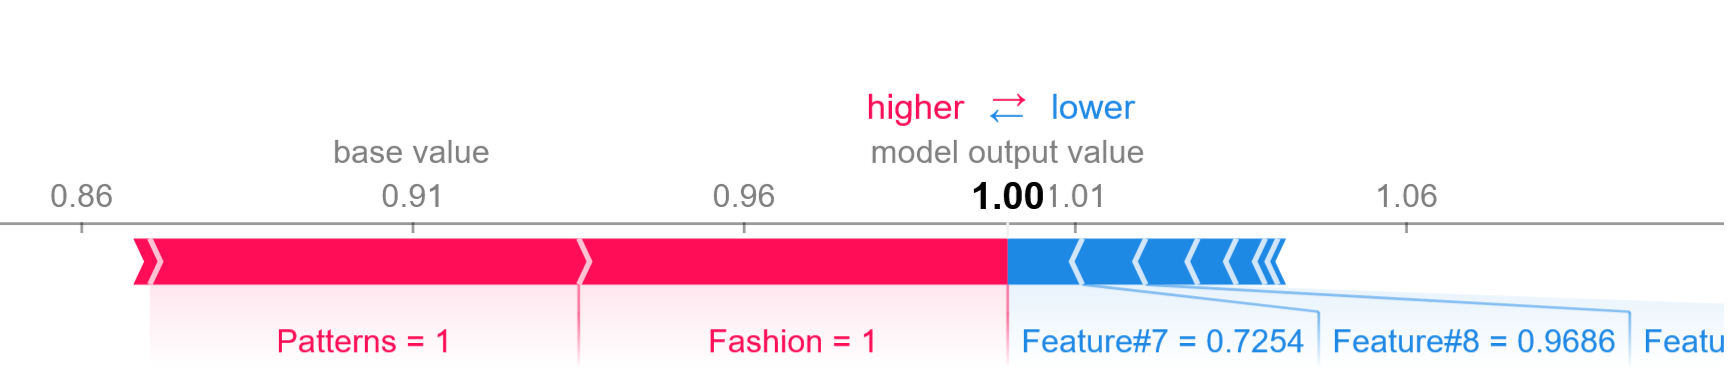 higher lower
base value model output value
0.86 0.91 0.96 1.00 1.01 1.06
Patterns = 1 Fashion = 1 Feature#7 = 0.7254 Feature#8 = 0.9686 Featu